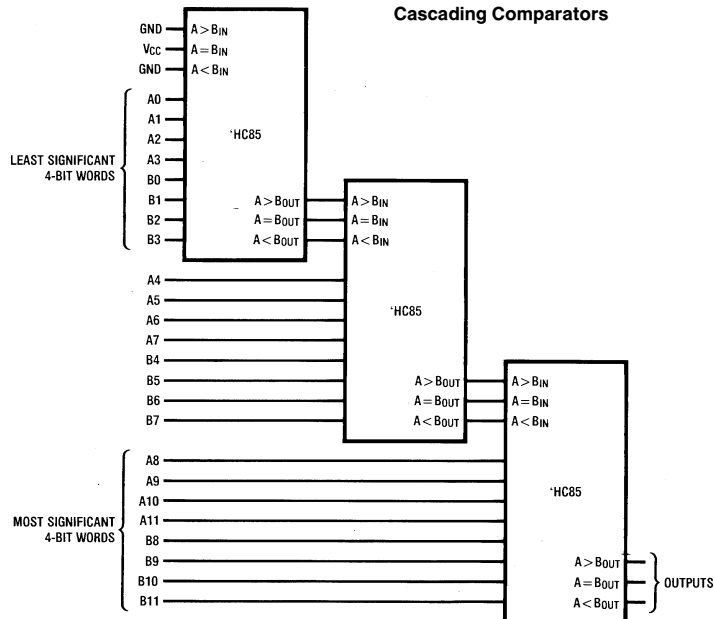 Cascading Comparators
GND A>BIN
VCC A=BIN
GND A<BIN
A0
A1
A2
A3
B0
B1
B2
B3
LEAST SIGNIFICANT
4-BIT WORDS
'HC85
A>BOUT
A=BOUT
A<BOUT
A>BIN
A=BIN
A<BIN
A4
A5
A6
A7
B4
B5
B6
B7
'HC85
A>BOUT
A=BOUT
A<BOUT
A>BIN
A=BIN
A<BIN
A8
A9
A10
A11
B8
B9
B10
B11
MOST SIGNIFICANT
4-BIT WORDS
'HC85
A>BOUT
A=BOUT
A<BOUT
OUTPUTS